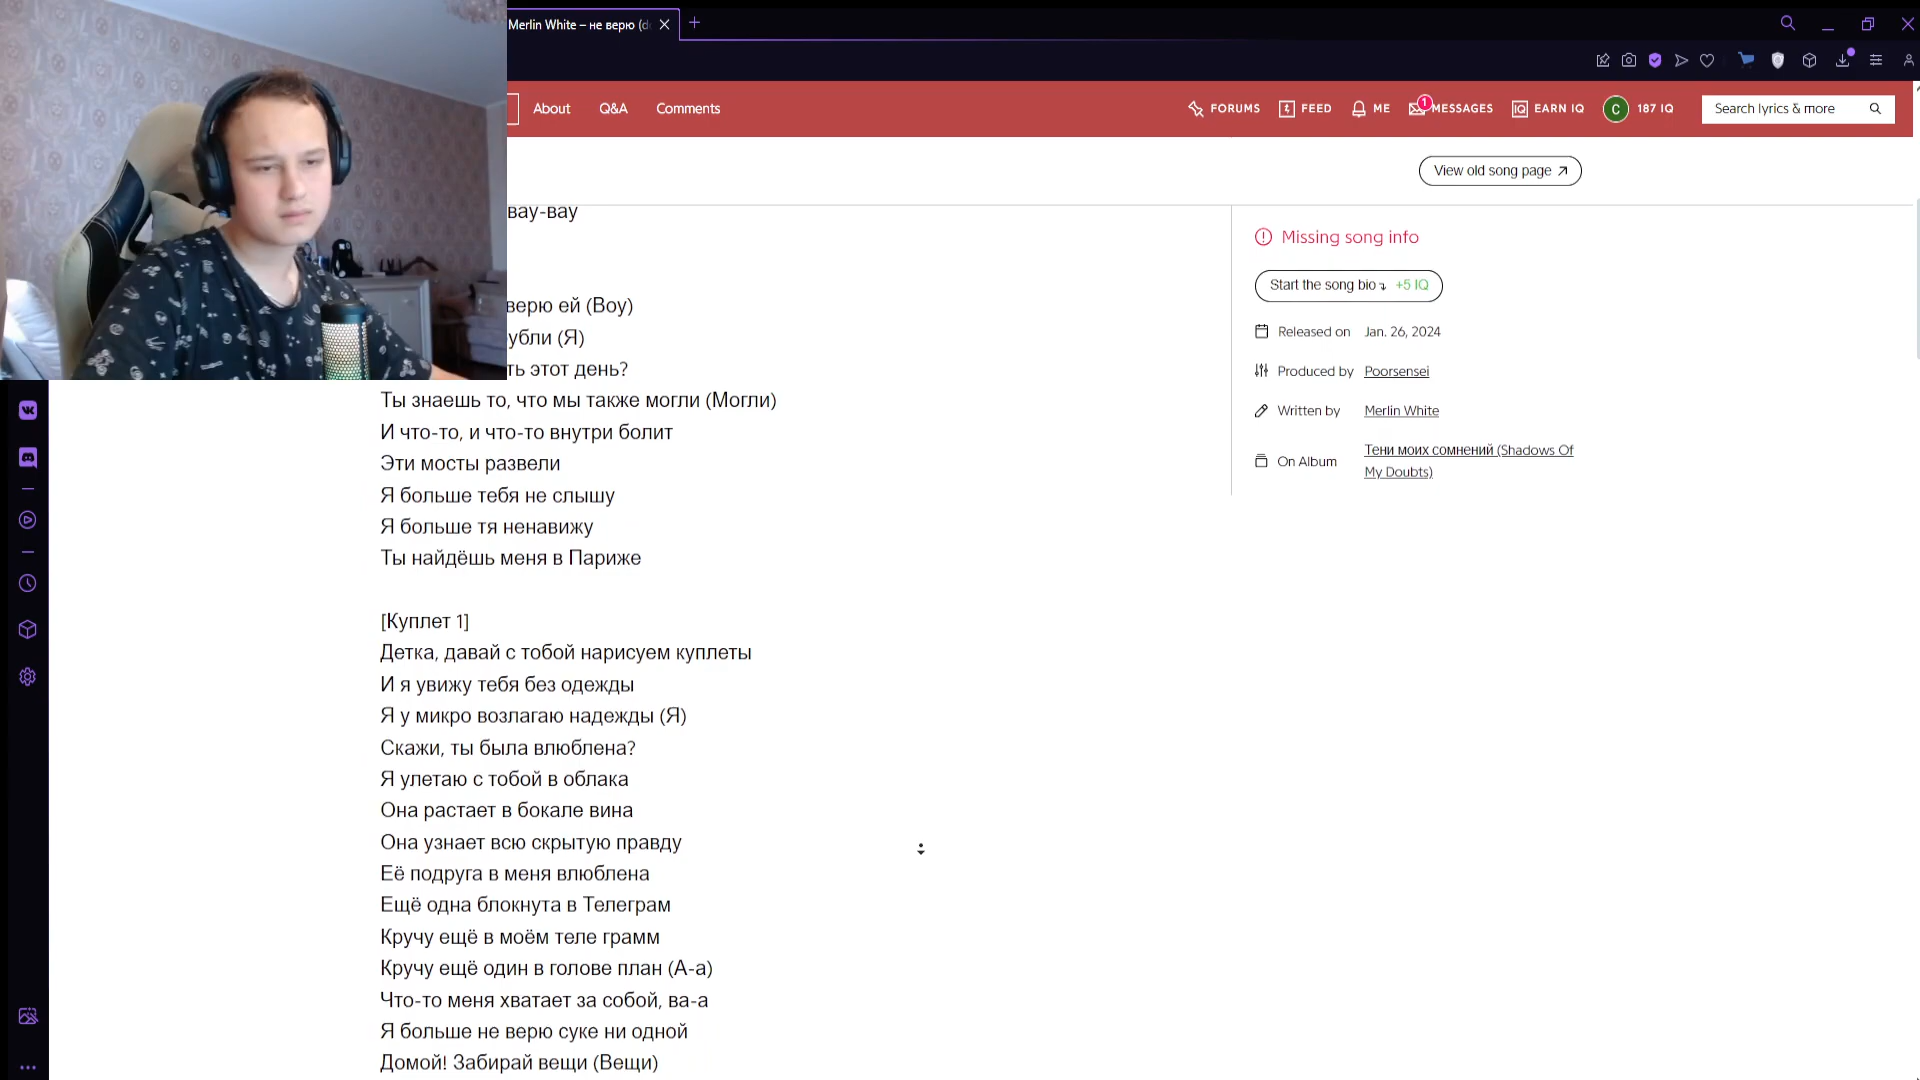 Merlin White – не верю (d
About
Q&A
Comments
FORUMS
FEED
ME
1
MESSAGES
IQ
EARN IQ
C
187 IQ
Search lyrics & more
View old song page
вау-вау
верю ей (Воу)
убли (Я)
ть этот день?
Ты знаешь то, что мы также могли (Могли)
И что-то, и что-то внутри болит
Эти мосты развели
Я больше тебя не слышу
Я больше тя ненавижу
Ты найдёшь меня в Париже
[Куплет 1]
Детка, давай с тобой нарисуем куплеты
И я увижу тебя без одежды
Я у микро возлагаю надежды (Я)
Скажи, ты была влюблена?
Я улетаю с тобой в облака
Она растает в бокале вина
Она узнает всю скрытую правду
Её подруга в меня влюблена
Ещё одна блокнута в Телеграм
Кручу ещё в моём теле грамм
Кручу ещё один в голове план (А-а)
Что-то меня хватает за собой, ва-а
Я больше не верю суке ни одной
Домой! Забирай вещи (Вещи)
Missing song info
Start the song bio +5 IQ
Released on Jan. 26, 2024
Produced by Poorsensei
Written by Merlin White
On Album Тени моих сомнений (Shadows Of
My Doubts)